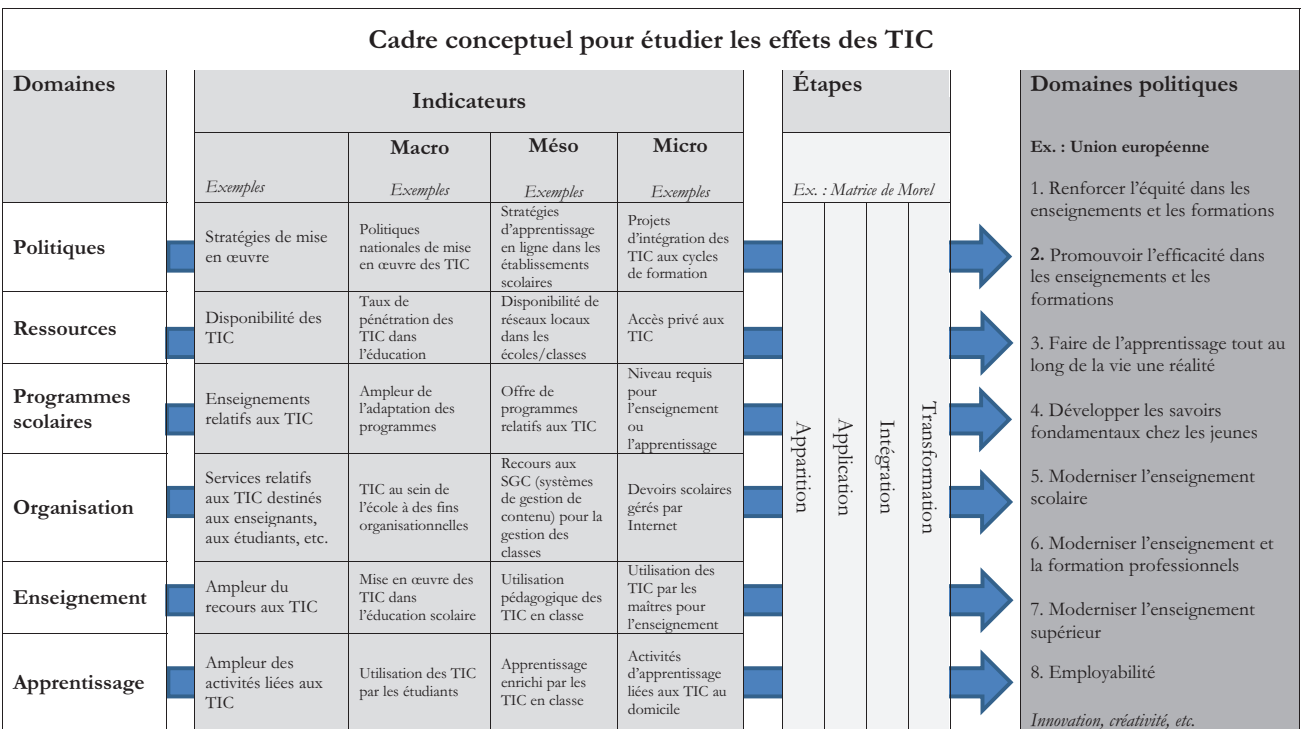 Cadre conceptuel pour étudier les effets des TIC
Domaines
Indicateurs
Étapes
Domaines politiques
Exemples
Macro
Exemples
Méso
Exemples
Micro
Exemples
Ex. : Matrice de Morel
Politiques
Stratégies de mise
en œuvre
Politiques
nationales de mise
en œuvre des TIC
Stratégies
d'apprentissage
en ligne dans les
établissements
scolaires
Projets
d'intégration des
TIC aux cycles
de formation
Ressources
Disponibilité des
TIC
Taux de
pénétration des
TIC dans
l'éducation
Disponibilité de
réseaux locaux
dans les
écoles/classes
Accès privé aux
TIC
Programmes
scolaires
Enseignements
relatifs aux TIC
Ampleur de
l'adaptation des
programmes
Offre de
programmes
relatifs aux TIC
Niveau requis
pour
l'enseignement
ou
l'apprentissage
Organisation
Services relatifs
aux TIC destinés
aux enseignants,
aux étudiants, etc.
TIC au sein de
l'école à des fins
organisationnelles
Recours aux
SGC (systèmes
de gestion de
contenu) pour la
gestion des
classes
Devoirs scolaires
gérés par
Internet
Enseignement
Ampleur du
recours aux TIC
Mise en œuvre des
TIC dans
l'éducation scolaire
Utilisation
pédagogique des
TIC en classe
Utilisation des
TIC par les
maîtres pour
l'enseignement
Apprentissage
Ampleur des
activités liées aux
TIC
Utilisation des TIC
par les étudiants
Apprentissage
enrichi par les
TIC en classe
Activités
d'apprentissage
liées aux TIC au
domicile
Apparition
Application
Intégration
Transformation
Ex. : Union européenne
1. Renforcer l'équité dans les
enseignements et les formations
2. Promouvoir l'efficacité dans
les enseignements et les
formations
3. Faire de l'apprentissage tout au
long de la vie une réalité
4. Développer les savoirs
fondamentaux chez les jeunes
5. Moderniser l'enseignement
scolaire
6. Moderniser l'enseignement et
la formation professionnels
7. Moderniser l'enseignement
supérieur
8. Employabilité
Innovation, créativité, etc.